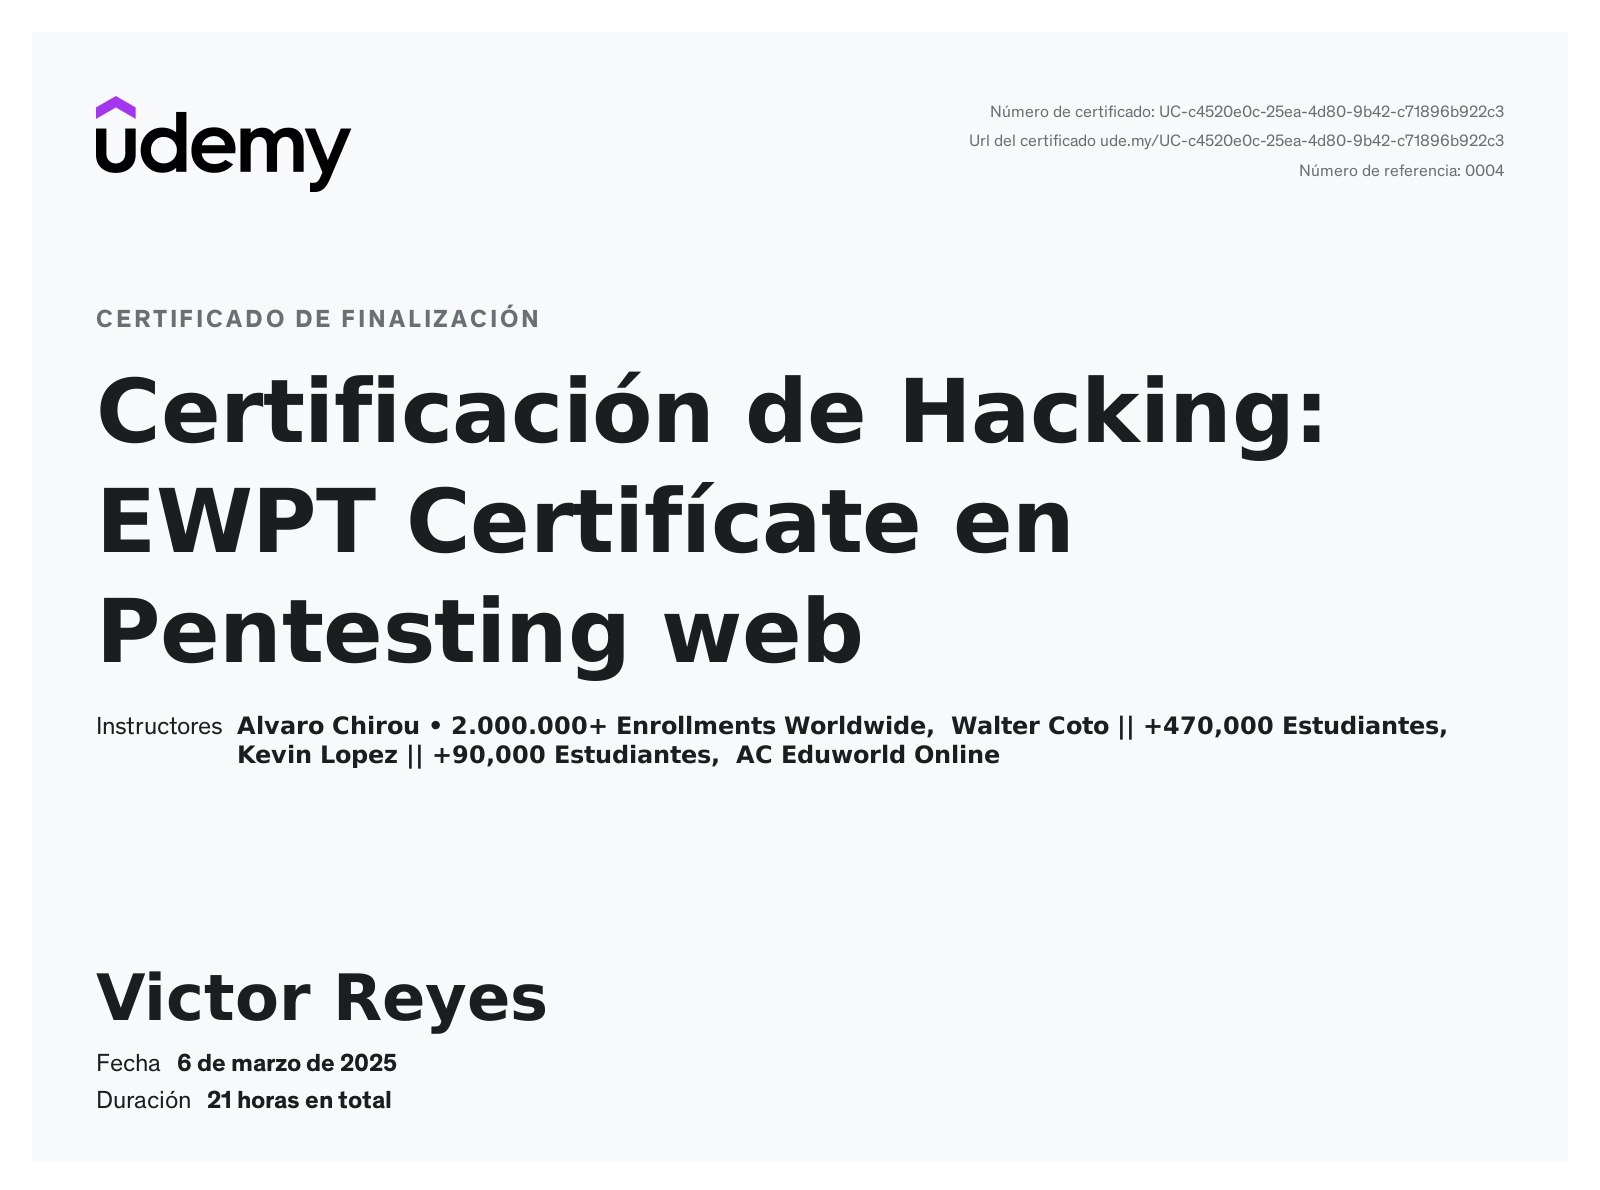 udemy
Número de certificado: UC-c4520e0c-25ea-4d80-9b42-c71896b922c3
Url del certificado ude.my/UC-c4520e0c-25ea-4d80-9b42-c71896b922c3
Número de referencia: 0004
CERTIFICADO DE FINALIZACIÓN
Certificación de Hacking:
EWPT Certifícate en
Pentesting web
Instructores Alvaro Chirou • 2.000.000+ Enrollments Worldwide, Walter Coto || +470,000 Estudiantes,
Kevin Lopez || +90,000 Estudiantes, AC Eduworld Online
Victor Reyes
Fecha 6 de marzo de 2025
Duración 21 horas en total